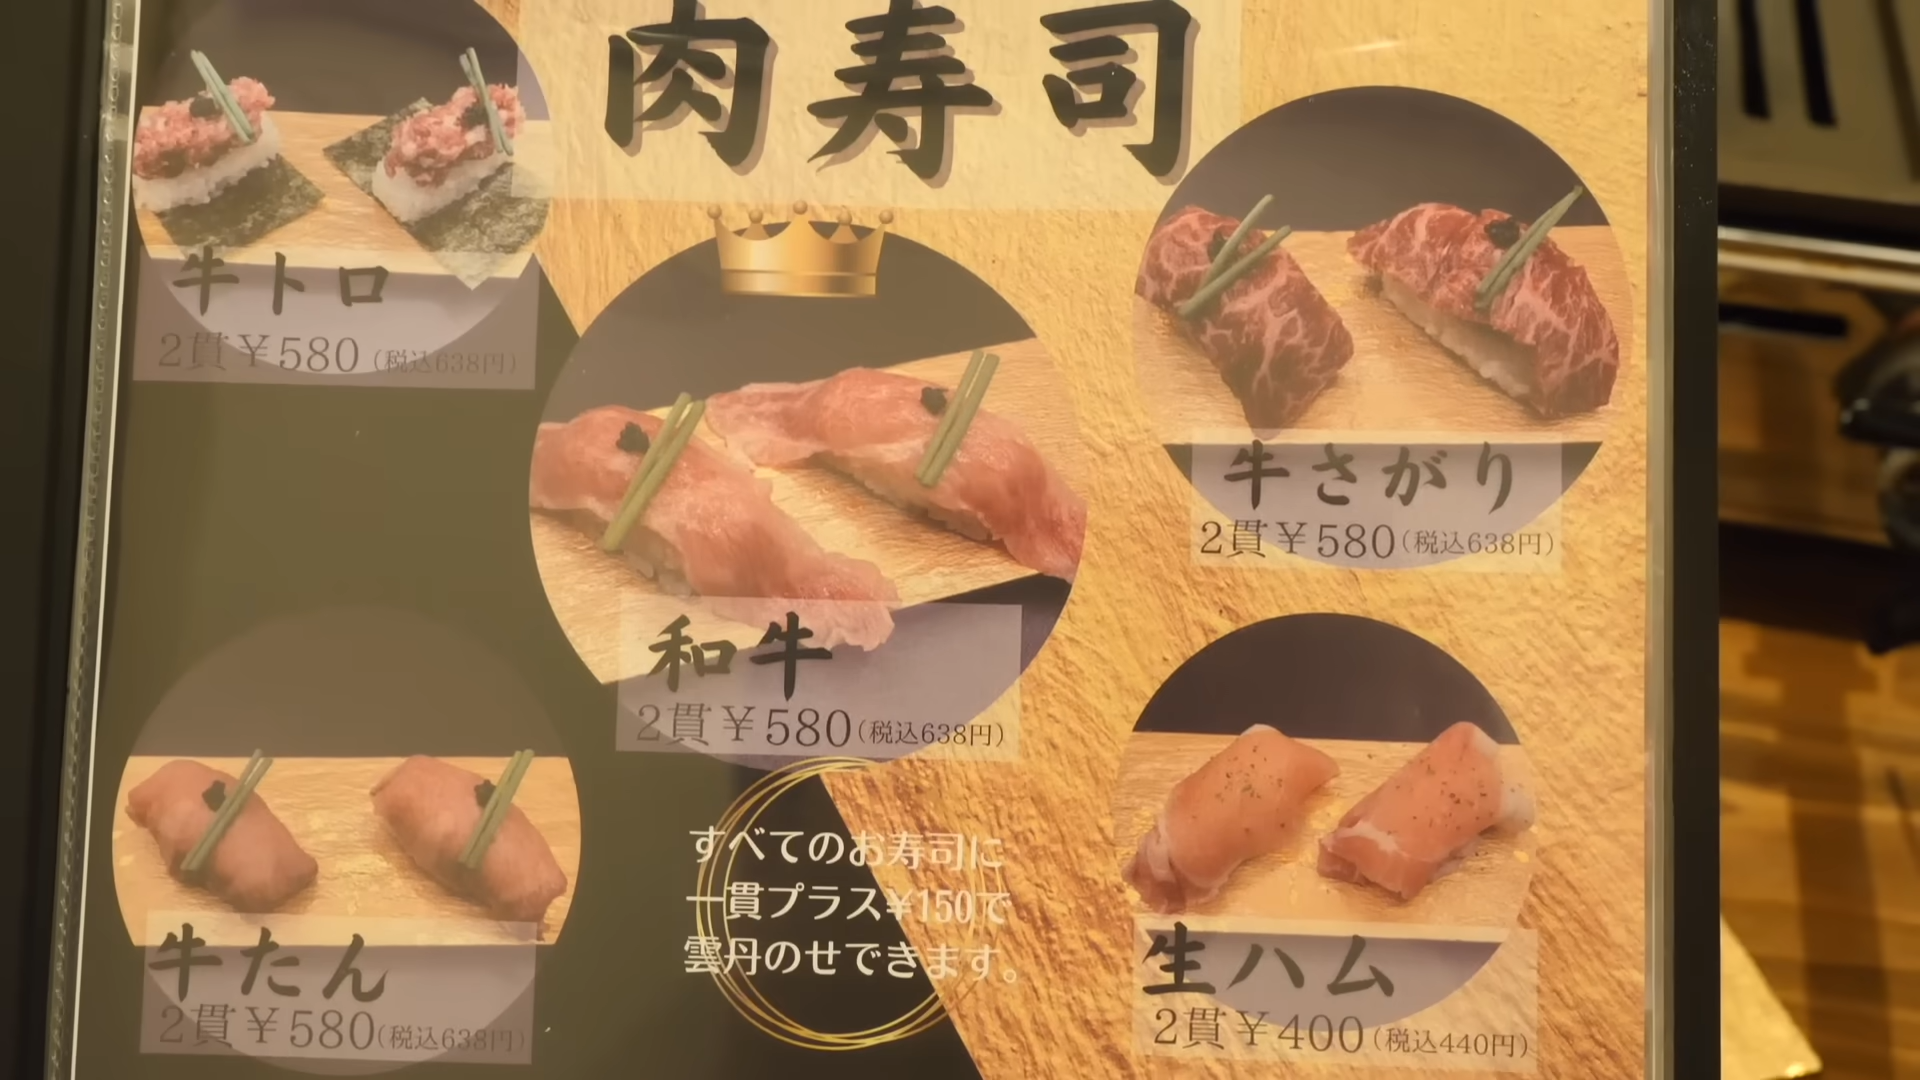 肉寿司
牛トロ
2貫￥580（税込638円）
牛さがり
2貫￥580（税込638円）
和牛
2貫￥580（税込638円）
牛たん
2貫￥580（税込638円）
すべてのお寿司に
一貫プラス¥150で
雲丹のせできます。
生ハム
2貫￥400（税込440円）